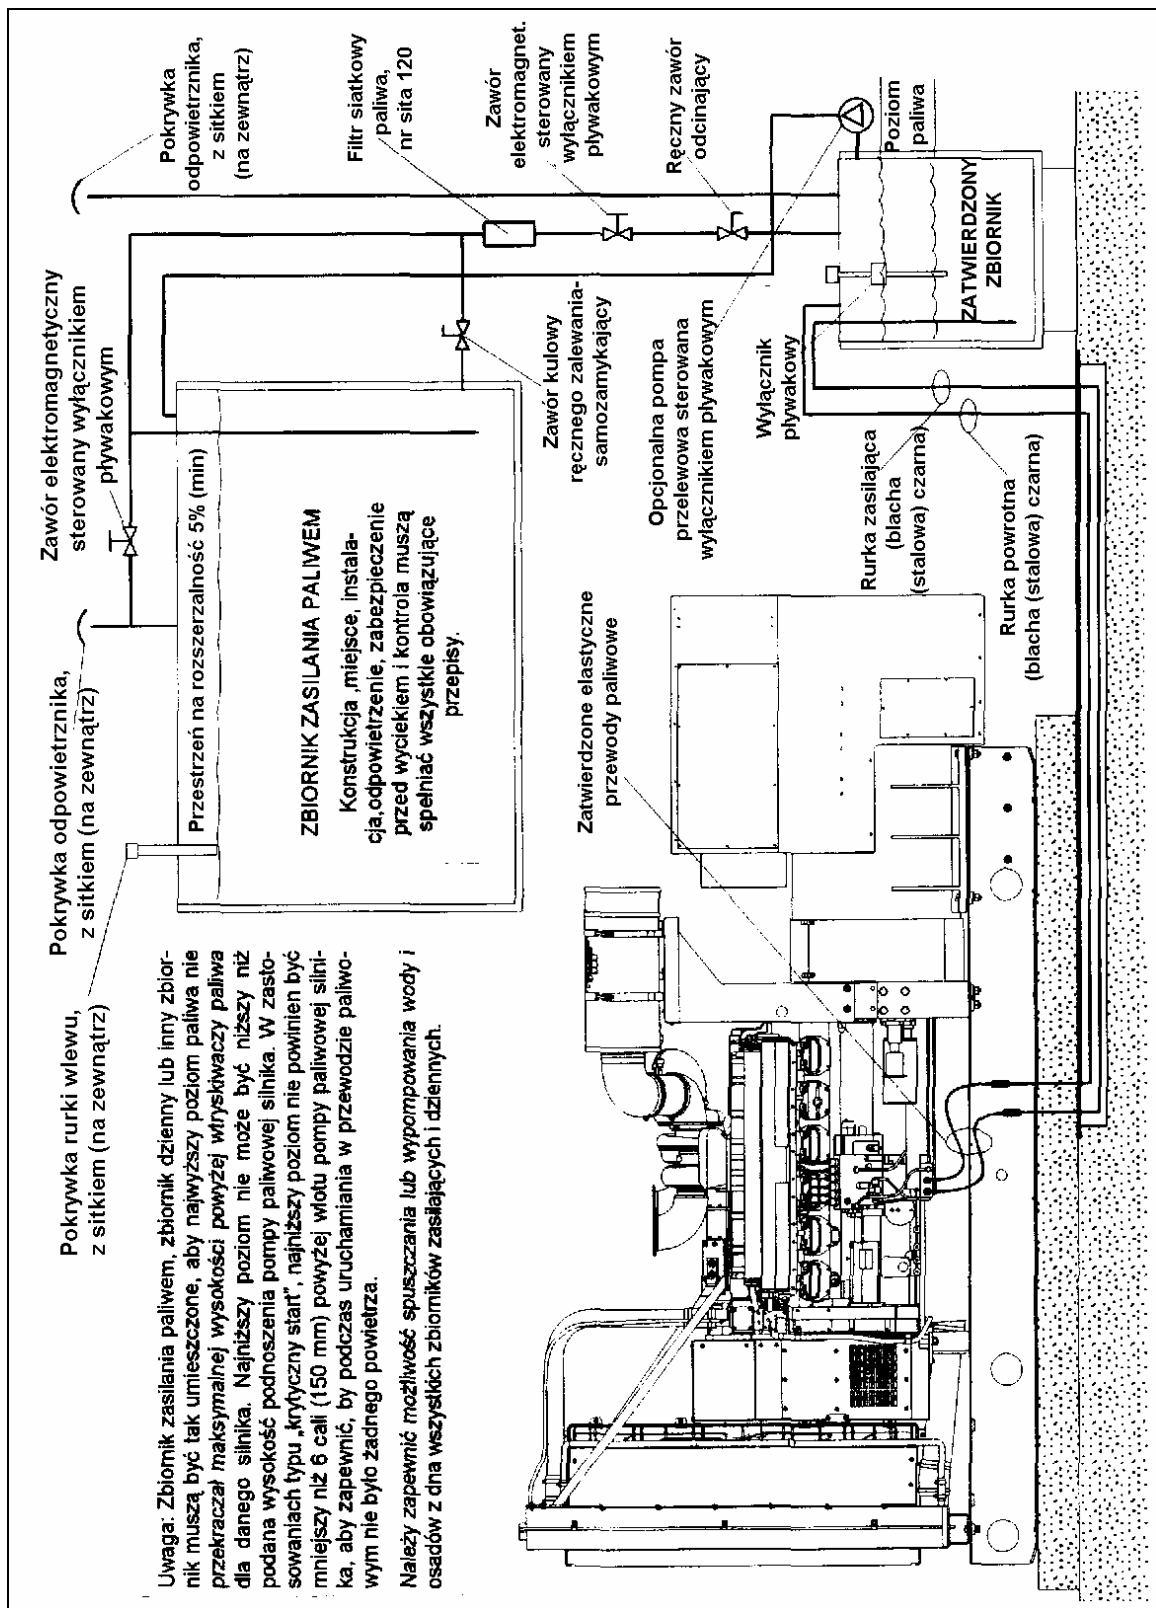 Pokrywka rurki wlewu,
z sitkiem (na zewnątrz)
Pokrywka odpowietrznika,
z sitkiem (na zewnątrz)
Zawór elektromagnetyczny
sterowany wyłącznikiem
pływakowym
Pokrywka
odpowietrznika,
z sitkiem
(na zewnątrz)
Filtr siatkowy
paliwa,
nr sita 120
Zawór
elektromagnet.
sterowany
wyłącznikiem
pływakowym
Ręczny zawór
odcinający
Poziom
paliwa
Przestrzeń na rozszerzalność 5% (min)
ZBIORNIK ZASILANIA PALIWEM
Konstrukcja ,miejsce, instala-
cja,odpowietrzenie, zabezpieczenie
przed wyciekiem i kontrola muszą
spełniać wszystkie obowiązujące
przepisy.
Zawór kulowy
ręcznego zalewania-
samozamykający
Opcjonalna pompa
przelewowa sterowana
wyłącznikiem pływakowym
Wyłącznik
pływakowy
ZATWIERDZONY
ZBIORNIK
Rurka zasilająca
(blacha
(stalowa) czarna)
Rurka powrotna
(blacha (stalowa) czarna)
Zatwierdzone elastyczne
przewody paliwowe
Uwaga: Zbiornik zasilania paliwem, zbiornik dzienny lub inny zbior-
nik muszą być tak umieszczone, aby najwyższy poziom paliwa nie
przekraczał maksymalnej wysokości powyżej wtryskiwaczy paliwa
dla danego silnika. Najniższy poziom nie może być niższy niż
podana wysokość podnoszenia pompy paliwowej silnika. W zasto-
sowaniach typu „krytyczny start", najniższy poziom nie powinien być
mniejszy niż 6 cali (150 mm) powyżej wlotu pompy paliwowej silni-
ka, aby zapewnić, by podczas uruchamiania w przewodzie paliwo-
wym nie było żadnego powietrza.
Należy zapewnić możliwość spuszczania lub wypompowania wody i
osadów z dna wszystkich zbiorników zasilających i dziennych.